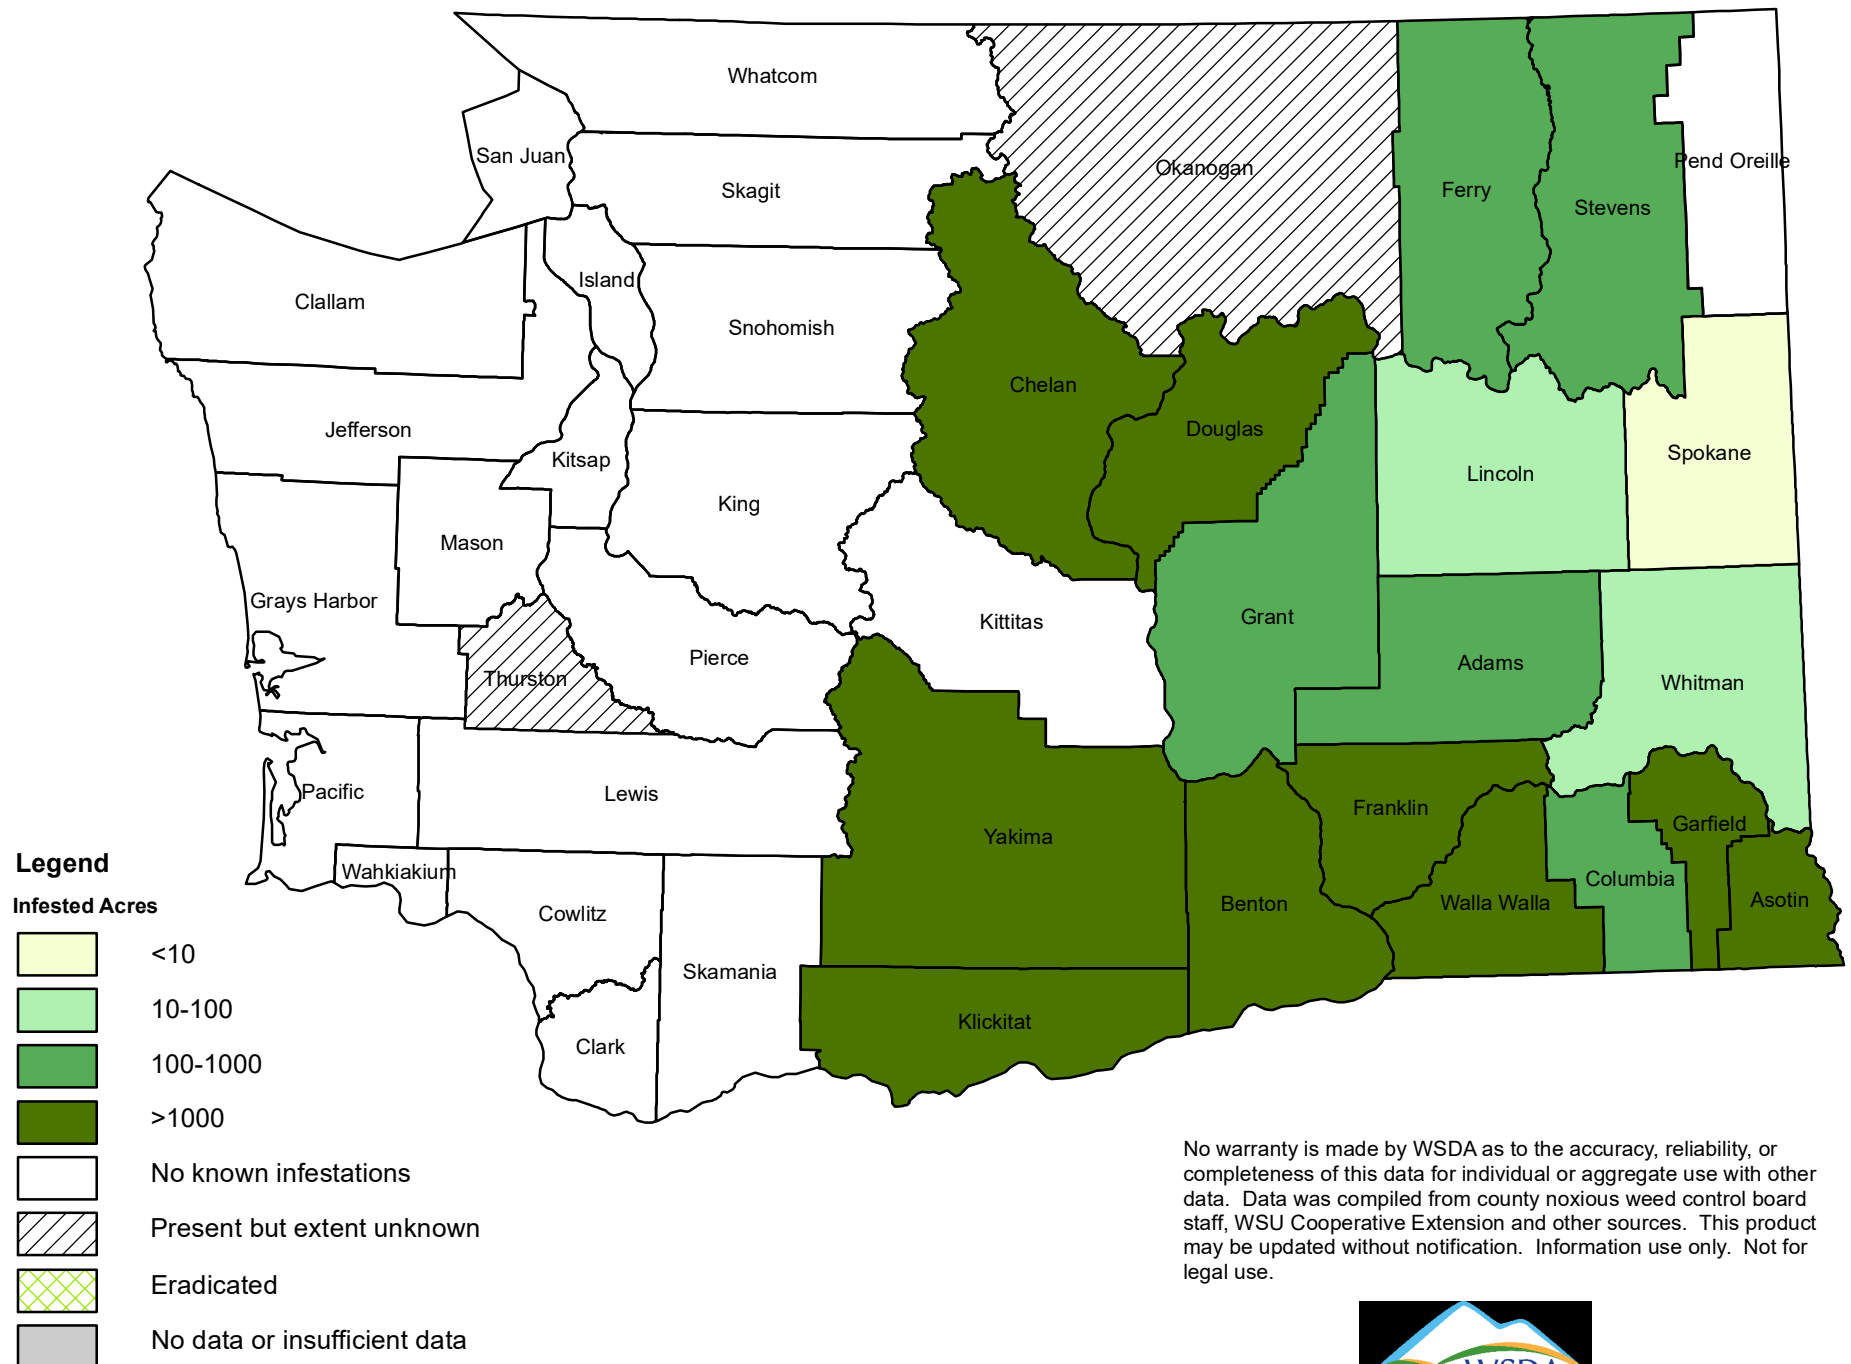 Whatcom
San Juan
Okanogan
Pend Oreille
Skagit
Ferry
Stevens
Island
Clallam
Snohomish
Chelan
Jefferson
Douglas
Spokane
Kitsap
Lincoln
King
Mason
Grays Harbor
Grant
Kittitas
Pierce
Adams
Thurston
Whitman
Pacific
Lewis
Franklin
Garfield
Yakima
Wahkiakium
Columbia
Benton
Walla Walla
Asotin
Cowlitz
Skamania
Klickitat
Clark
Legend
Infested Acres
<10
10-100
100-1000
>1000
No known infestations
Present but extent unknown
Eradicated
No data or insufficient data
No warranty is made by WSDA as to the accuracy, reliability, or
completeness of this data for individual or aggregate use with other
data. Data was compiled from county noxious weed control board
staff, WSU Cooperative Extension and other sources. This product
may be updated without notification. Information use only. Not for
legal use.
WSDA